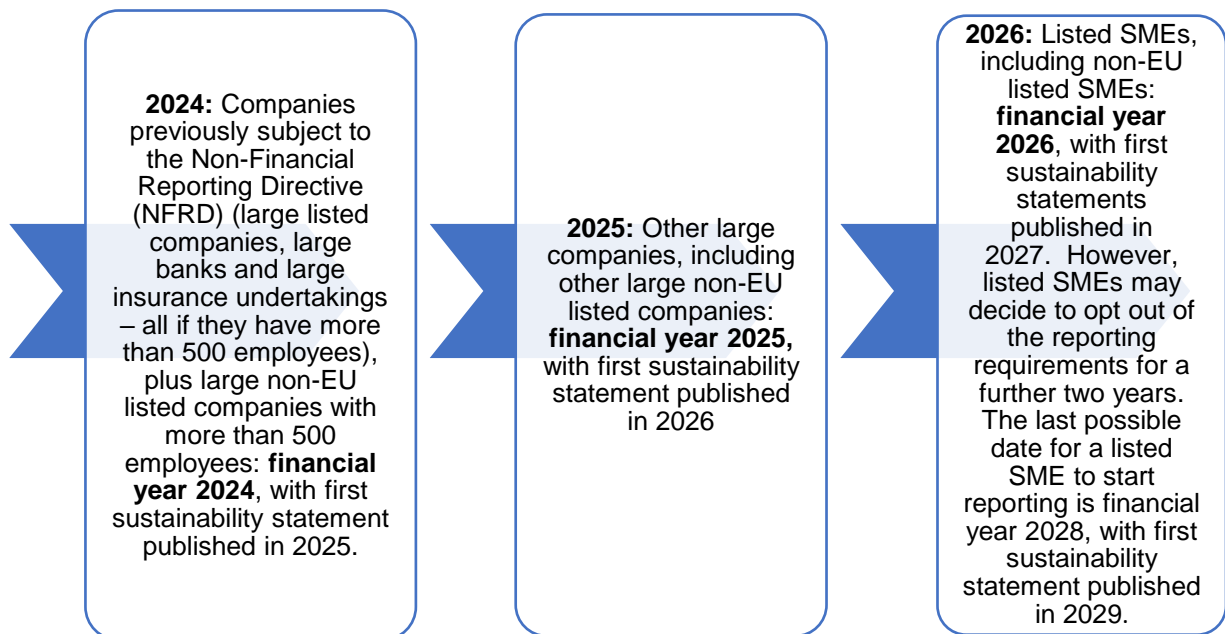 2024: Companies
previously subject to
the Non-Financial
Reporting Directive
(NFRD) (large listed
companies, large
banks and large
insurance undertakings
– all if they have more
than 500 employees),
plus large non-EU
listed companies with
more than 500
employees: financial
year 2024, with first
sustainability statement
published in 2025.
2025: Other large
companies, including
other large non-EU
listed companies:
financial year 2025,
with first sustainability
statement published
in 2026
2026: Listed SMEs,
including non-EU
listed SMEs:
financial year
2026, with first
sustainability
statements
published in
2027. However,
listed SMEs may
decide to opt out of
the reporting
requirements for a
further two years.
The last possible
date for a listed
SME to start
reporting is financial
year 2028, with first
sustainability
statement published
in 2029.